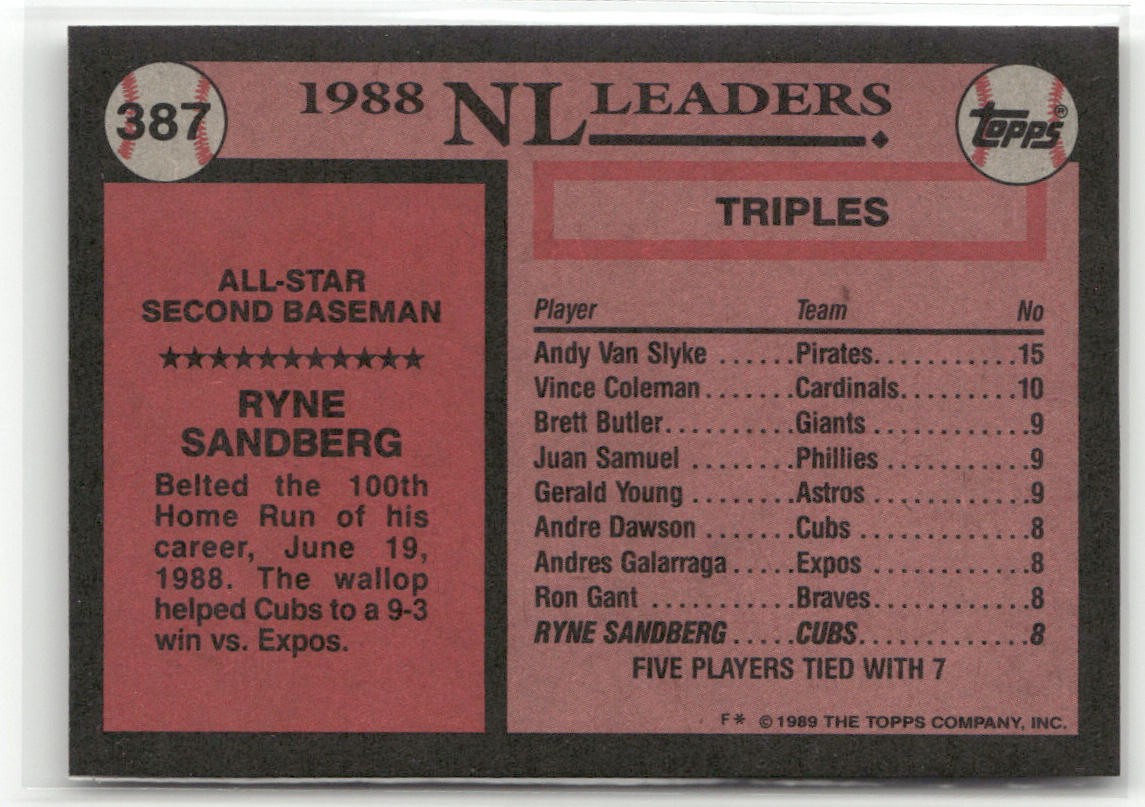 387
1988 NL LEADERS
TOPPS®
ALL-STAR
SECOND BASEMAN
★★★★★★★★★★★
RYNE
SANDBERG
Belted the 100th
Home Run of his
career, June 19,
1988. The wallop
helped Cubs to a 9-3
win vs. Expos.
TRIPLES
Player Team No
Andy Van Slyke ......Pirates..........15
Vince Coleman.......Cardinals........10
Brett Butler..........Giants ...........9
Juan Samuel ........Phillies ..........9
Gerald Young ........Astros ...........9
Andre Dawson .......Cubs ............8
Andres Galarraga.....Expos ...........8
Ron Gant ...........Braves...........8
RYNE SANDBERG.....CUBS............8
FIVE PLAYERS TIED WITH 7
F* © 1989 THE TOPPS COMPANY, INC.